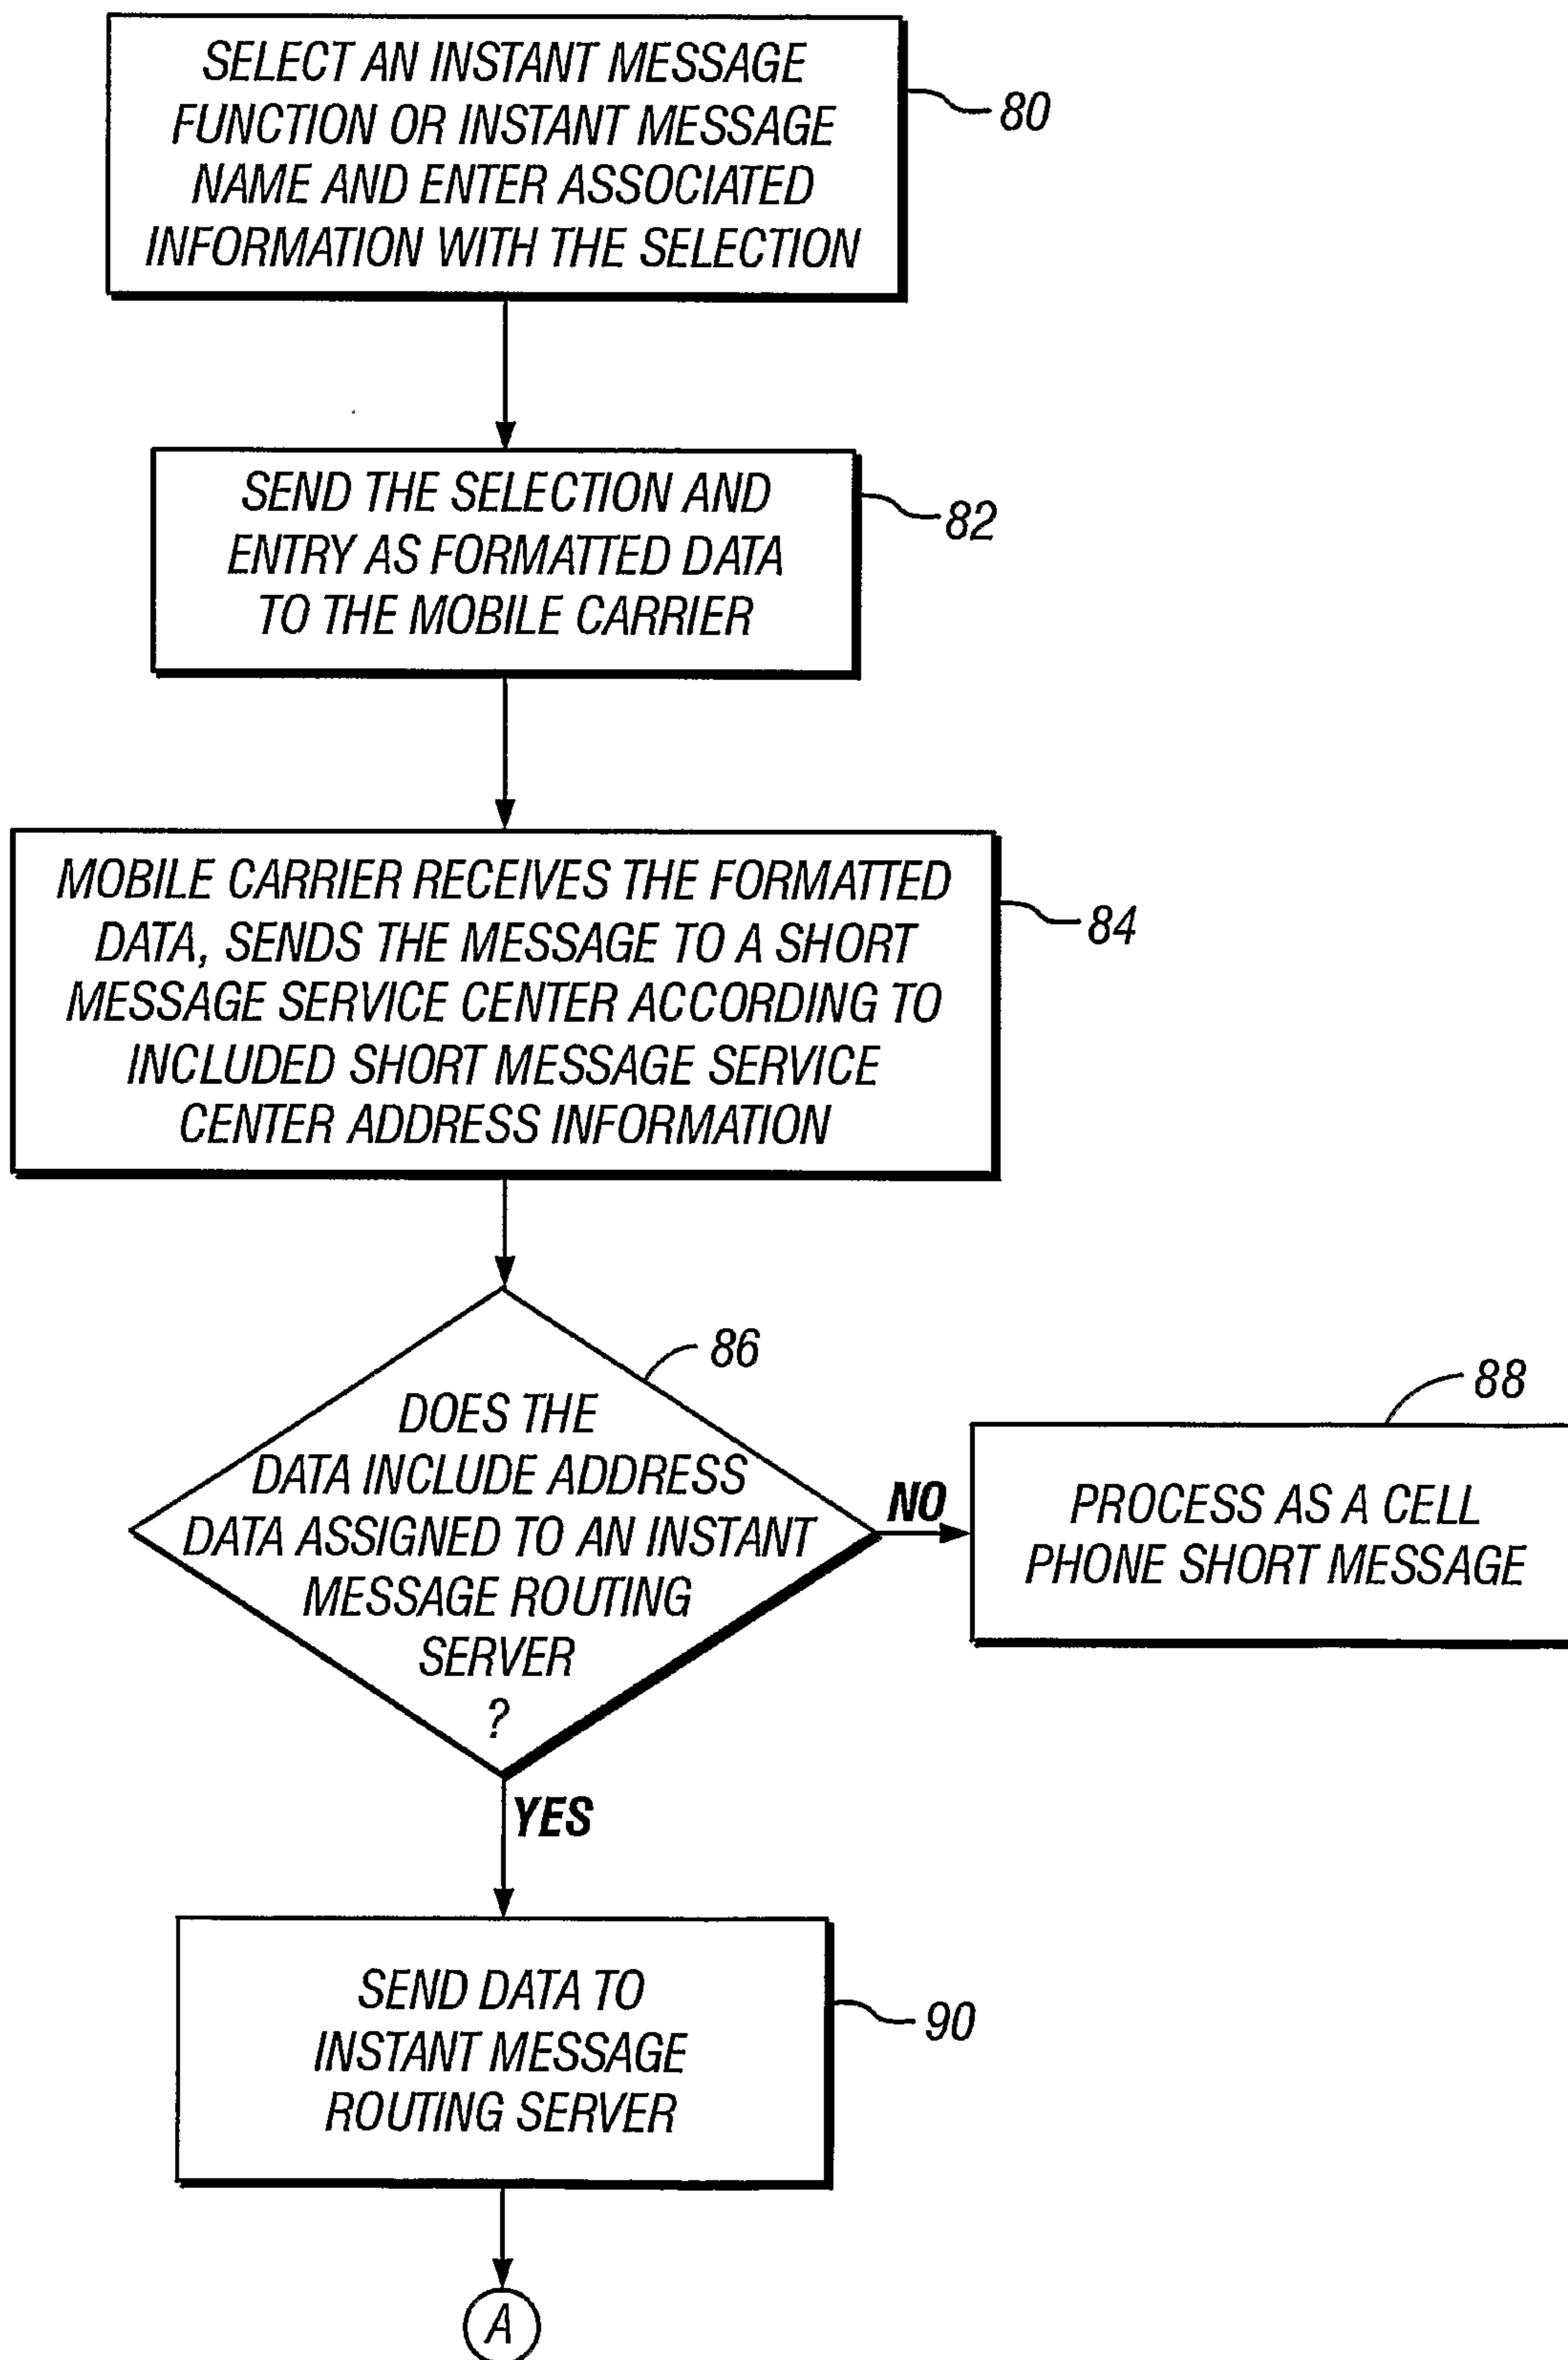 SELECT AN INSTANT MESSAGE
FUNCTION OR INSTANT MESSAGE
NAME AND ENTER ASSOCIATED
INFORMATION WITH THE SELECTION
80
SEND THE SELECTION AND
ENTRY AS FORMATTED DATA
TO THE MOBILE CARRIER
82
MOBILE CARRIER RECEIVES THE FORMATTED
DATA, SENDS THE MESSAGE TO A SHORT
MESSAGE SERVICE CENTER ACCORDING TO
INCLUDED SHORT MESSAGE SERVICE
CENTER ADDRESS INFORMATION
84
86
DOES THE
DATA INCLUDE ADDRESS
DATA ASSIGNED TO AN INSTANT
MESSAGE ROUTING
SERVER
?
NO
88
PROCESS AS A CELL
PHONE SHORT MESSAGE
YES
SEND DATA TO
INSTANT MESSAGE
ROUTING SERVER
90
A